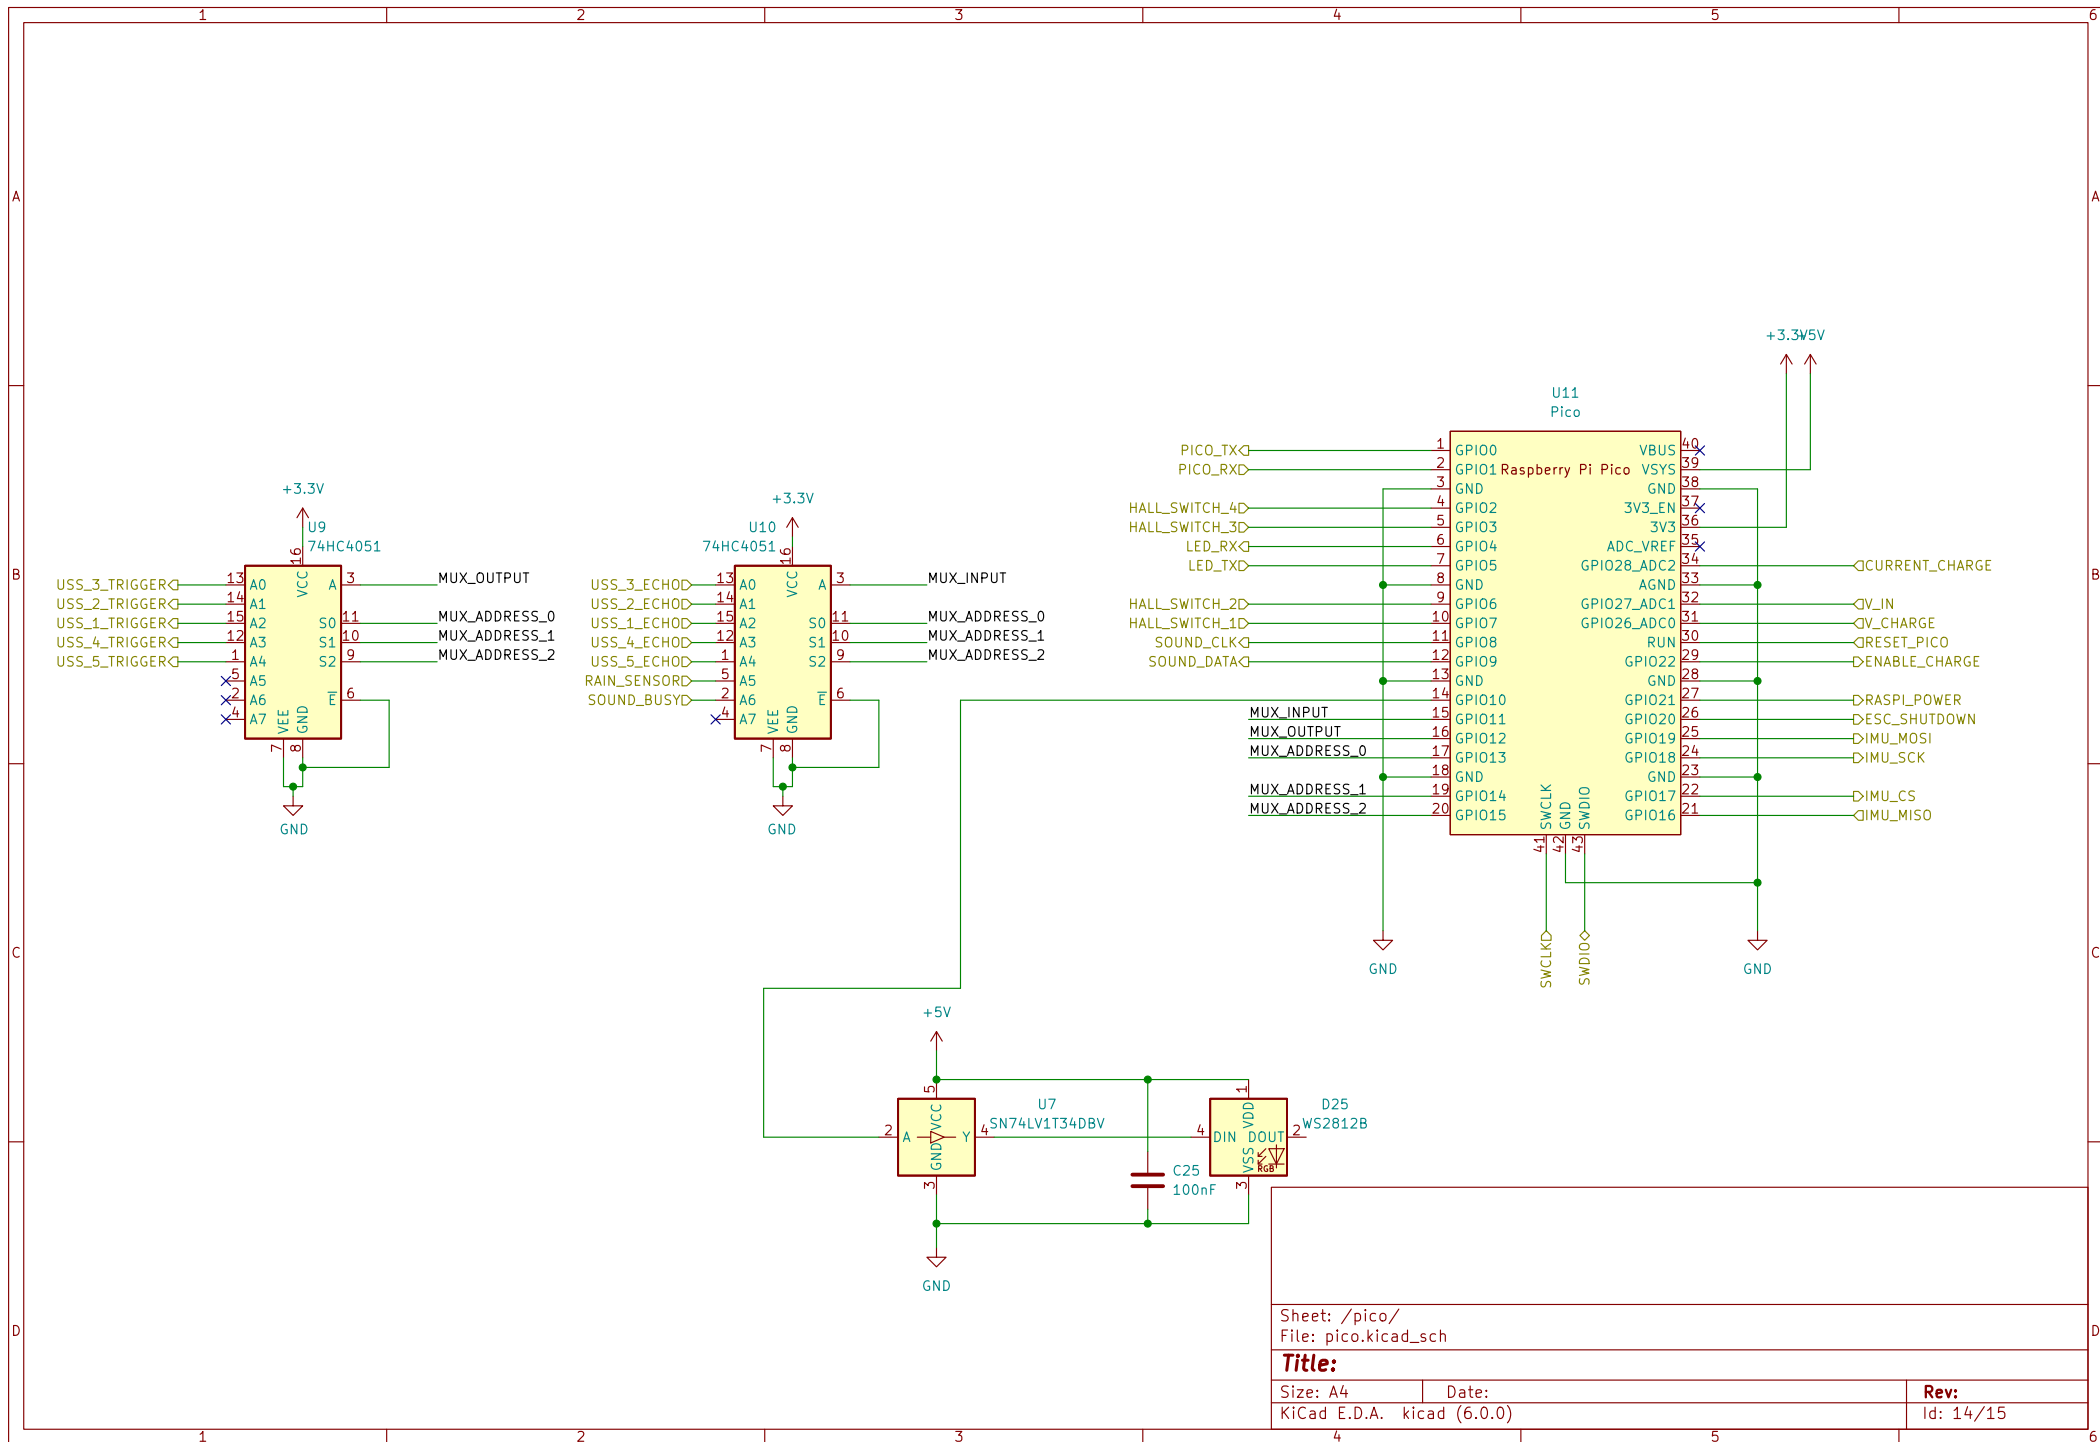 1 2 3 4 5 6
A A
+3.3V +5V
U11
Pico
Raspberry Pi Pico
PICO_TX 1 GPIO0 VBUS 40
PICO_RX 2 GPIO1 VSYS 39
3 GND GND 38
HALL_SWITCH_4 4 GPIO2 3V3_EN 37
HALL_SWITCH_3 5 GPIO3 3V3 36
LED_RX 6 GPIO4 ADC_VREF 35
LED_TX 7 GPIO5 GPIO28_ADC2 34 CURRENT_CHARGE
8 GND AGND 33
HALL_SWITCH_2 9 GPIO6 GPIO27_ADC1 32 V_IN
HALL_SWITCH_1 10 GPIO7 GPIO26_ADC0 31 V_CHARGE
SOUND_CLK 11 GPIO8 RUN 30 RESET_PICO
SOUND_DATA 12 GPIO9 GPIO22 29 ENABLE_CHARGE
13 GND GND 28
14 GPIO10 GPIO21 27 RASPI_POWER
MUX_INPUT 15 GPIO11 GPIO20 26 ESC_SHUTDOWN
MUX_OUTPUT 16 GPIO12 GPIO19 25 IMU_MOSI
MUX_ADDRESS_0 17 GPIO13 GPIO18 24 IMU_SCK
18 GND GND 23
MUX_ADDRESS_1 19 GPIO14 GPIO17 22 IMU_CS
MUX_ADDRESS_2 20 GPIO15 GPIO16 21 IMU_MISO
SWCLK GND SWDIO
41 42 43
SWCLK SWDIO
GND GND
+3.3V
U9
74HC4051
16
VCC
USS_3_TRIGGER 13 A0 A 3 MUX_OUTPUT
USS_2_TRIGGER 14 A1
USS_1_TRIGGER 15 A2 S0 11 MUX_ADDRESS_0
USS_4_TRIGGER 12 A3 S1 10 MUX_ADDRESS_1
USS_5_TRIGGER 1 A4 S2 9 MUX_ADDRESS_2
5 A5
2 A6 E 6
4 A7
VEE GND
7 8
GND
+3.3V
U10
74HC4051
16
VCC
USS_3_ECHO 13 A0 A 3 MUX_INPUT
USS_2_ECHO 14 A1
USS_1_ECHO 15 A2 S0 11 MUX_ADDRESS_0
USS_4_ECHO 12 A3 S1 10 MUX_ADDRESS_1
USS_5_ECHO 1 A4 S2 9 MUX_ADDRESS_2
RAIN_SENSOR 5 A5
SOUND_BUSY 2 A6 E 6
4 A7
VEE GND
7 8
GND
B B
C C
+5V
5
VCC
U7
SN74LV1T34DBV
2 A Y 4
GND
3
GND
C25
100nF
D25
WS2812B
1
VDD
4 DIN DOUT 2
VSS
RGB
3
D D
Sheet: /pico/
File: pico.kicad_sch
Title:
Size: A4 Date: Rev:
KiCad E.D.A. kicad (6.0.0) Id: 14/15
1 2 3 4 5 6